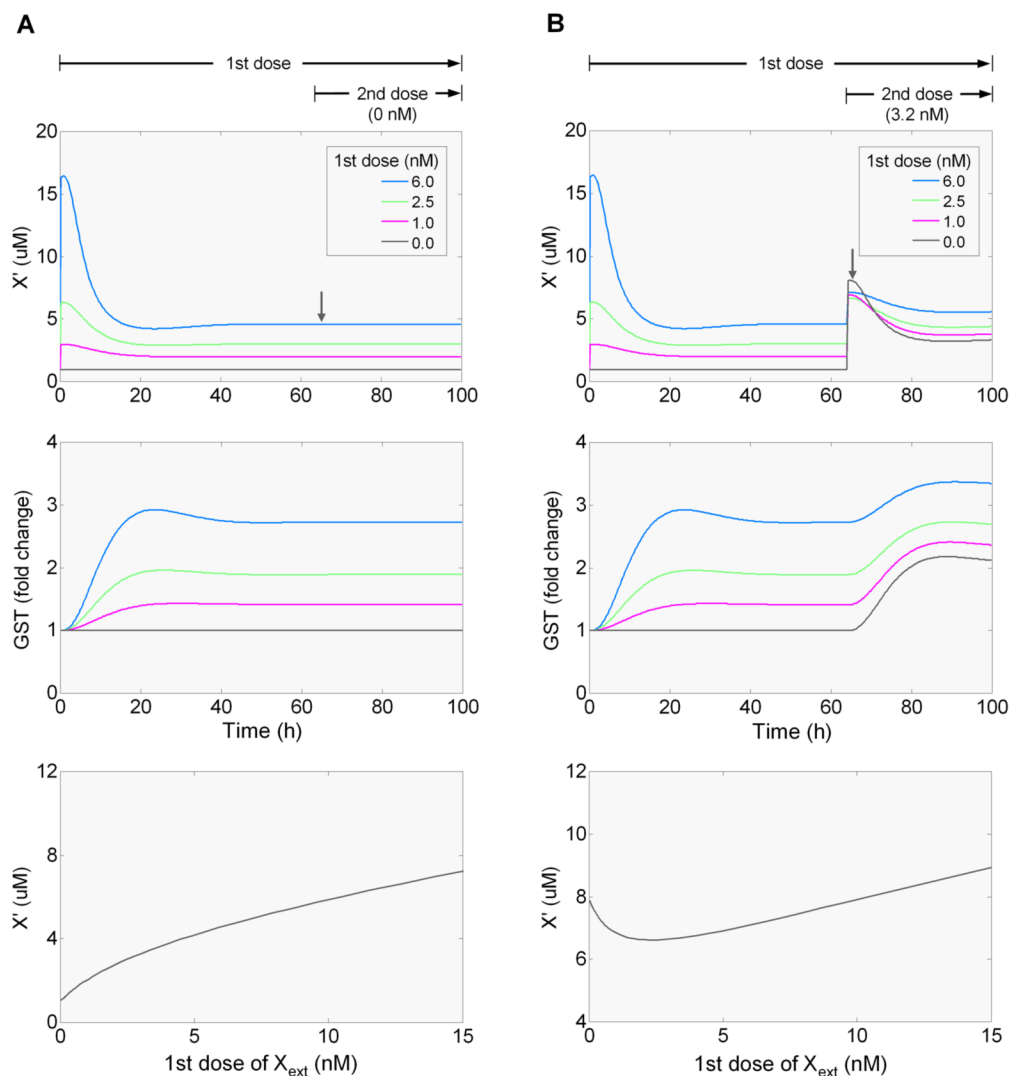 A
1st dose
2nd dose
(0 nM)
20
15
10
5
0
X' (uM)
1st dose (nM)
6.0
2.5
1.0
0.0
0 20 40 60 80 100
4
3
2
1
0
GST (fold change)
0 20 40 60 80 100
Time (h)
12
8
4
0
X' (uM)
0 5 10 15
1st dose of Xext (nM)
B
1st dose
2nd dose
(3.2 nM)
20
15
10
5
0
X' (uM)
1st dose (nM)
6.0
2.5
1.0
0.0
0 20 40 60 80 100
4
3
2
1
0
GST (fold change)
0 20 40 60 80 100
Time (h)
12
10
8
6
4
X' (uM)
0 5 10 15
1st dose of Xext (nM)